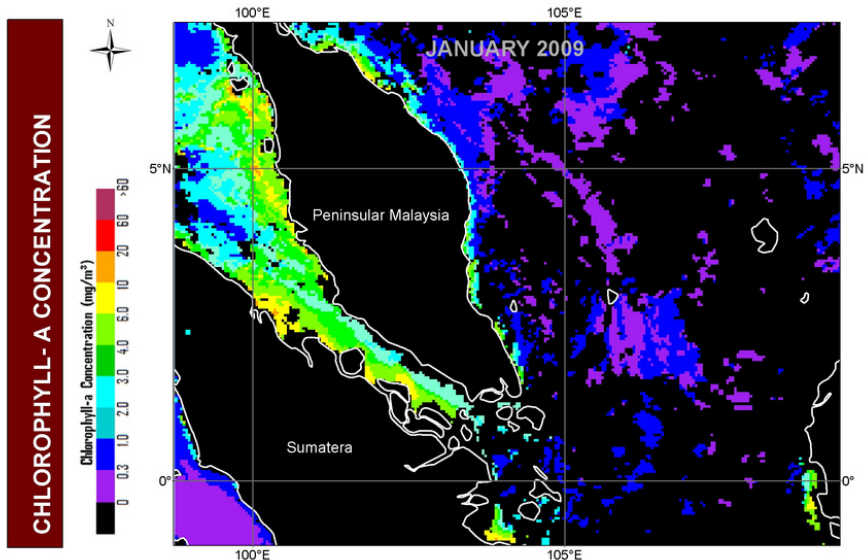 CHLOROPHYLL- A CONCENTRATION
N
100°E
105°E
JANUARY 2009
5°N
5°N
Peninsular Malaysia
Sumatera
0°
0°
100°E
105°E
Chlorophyll-a Concentration (mg/m³)
>60
60
20
10
6.0
4.0
3.0
2.0
1.0
0.3
0